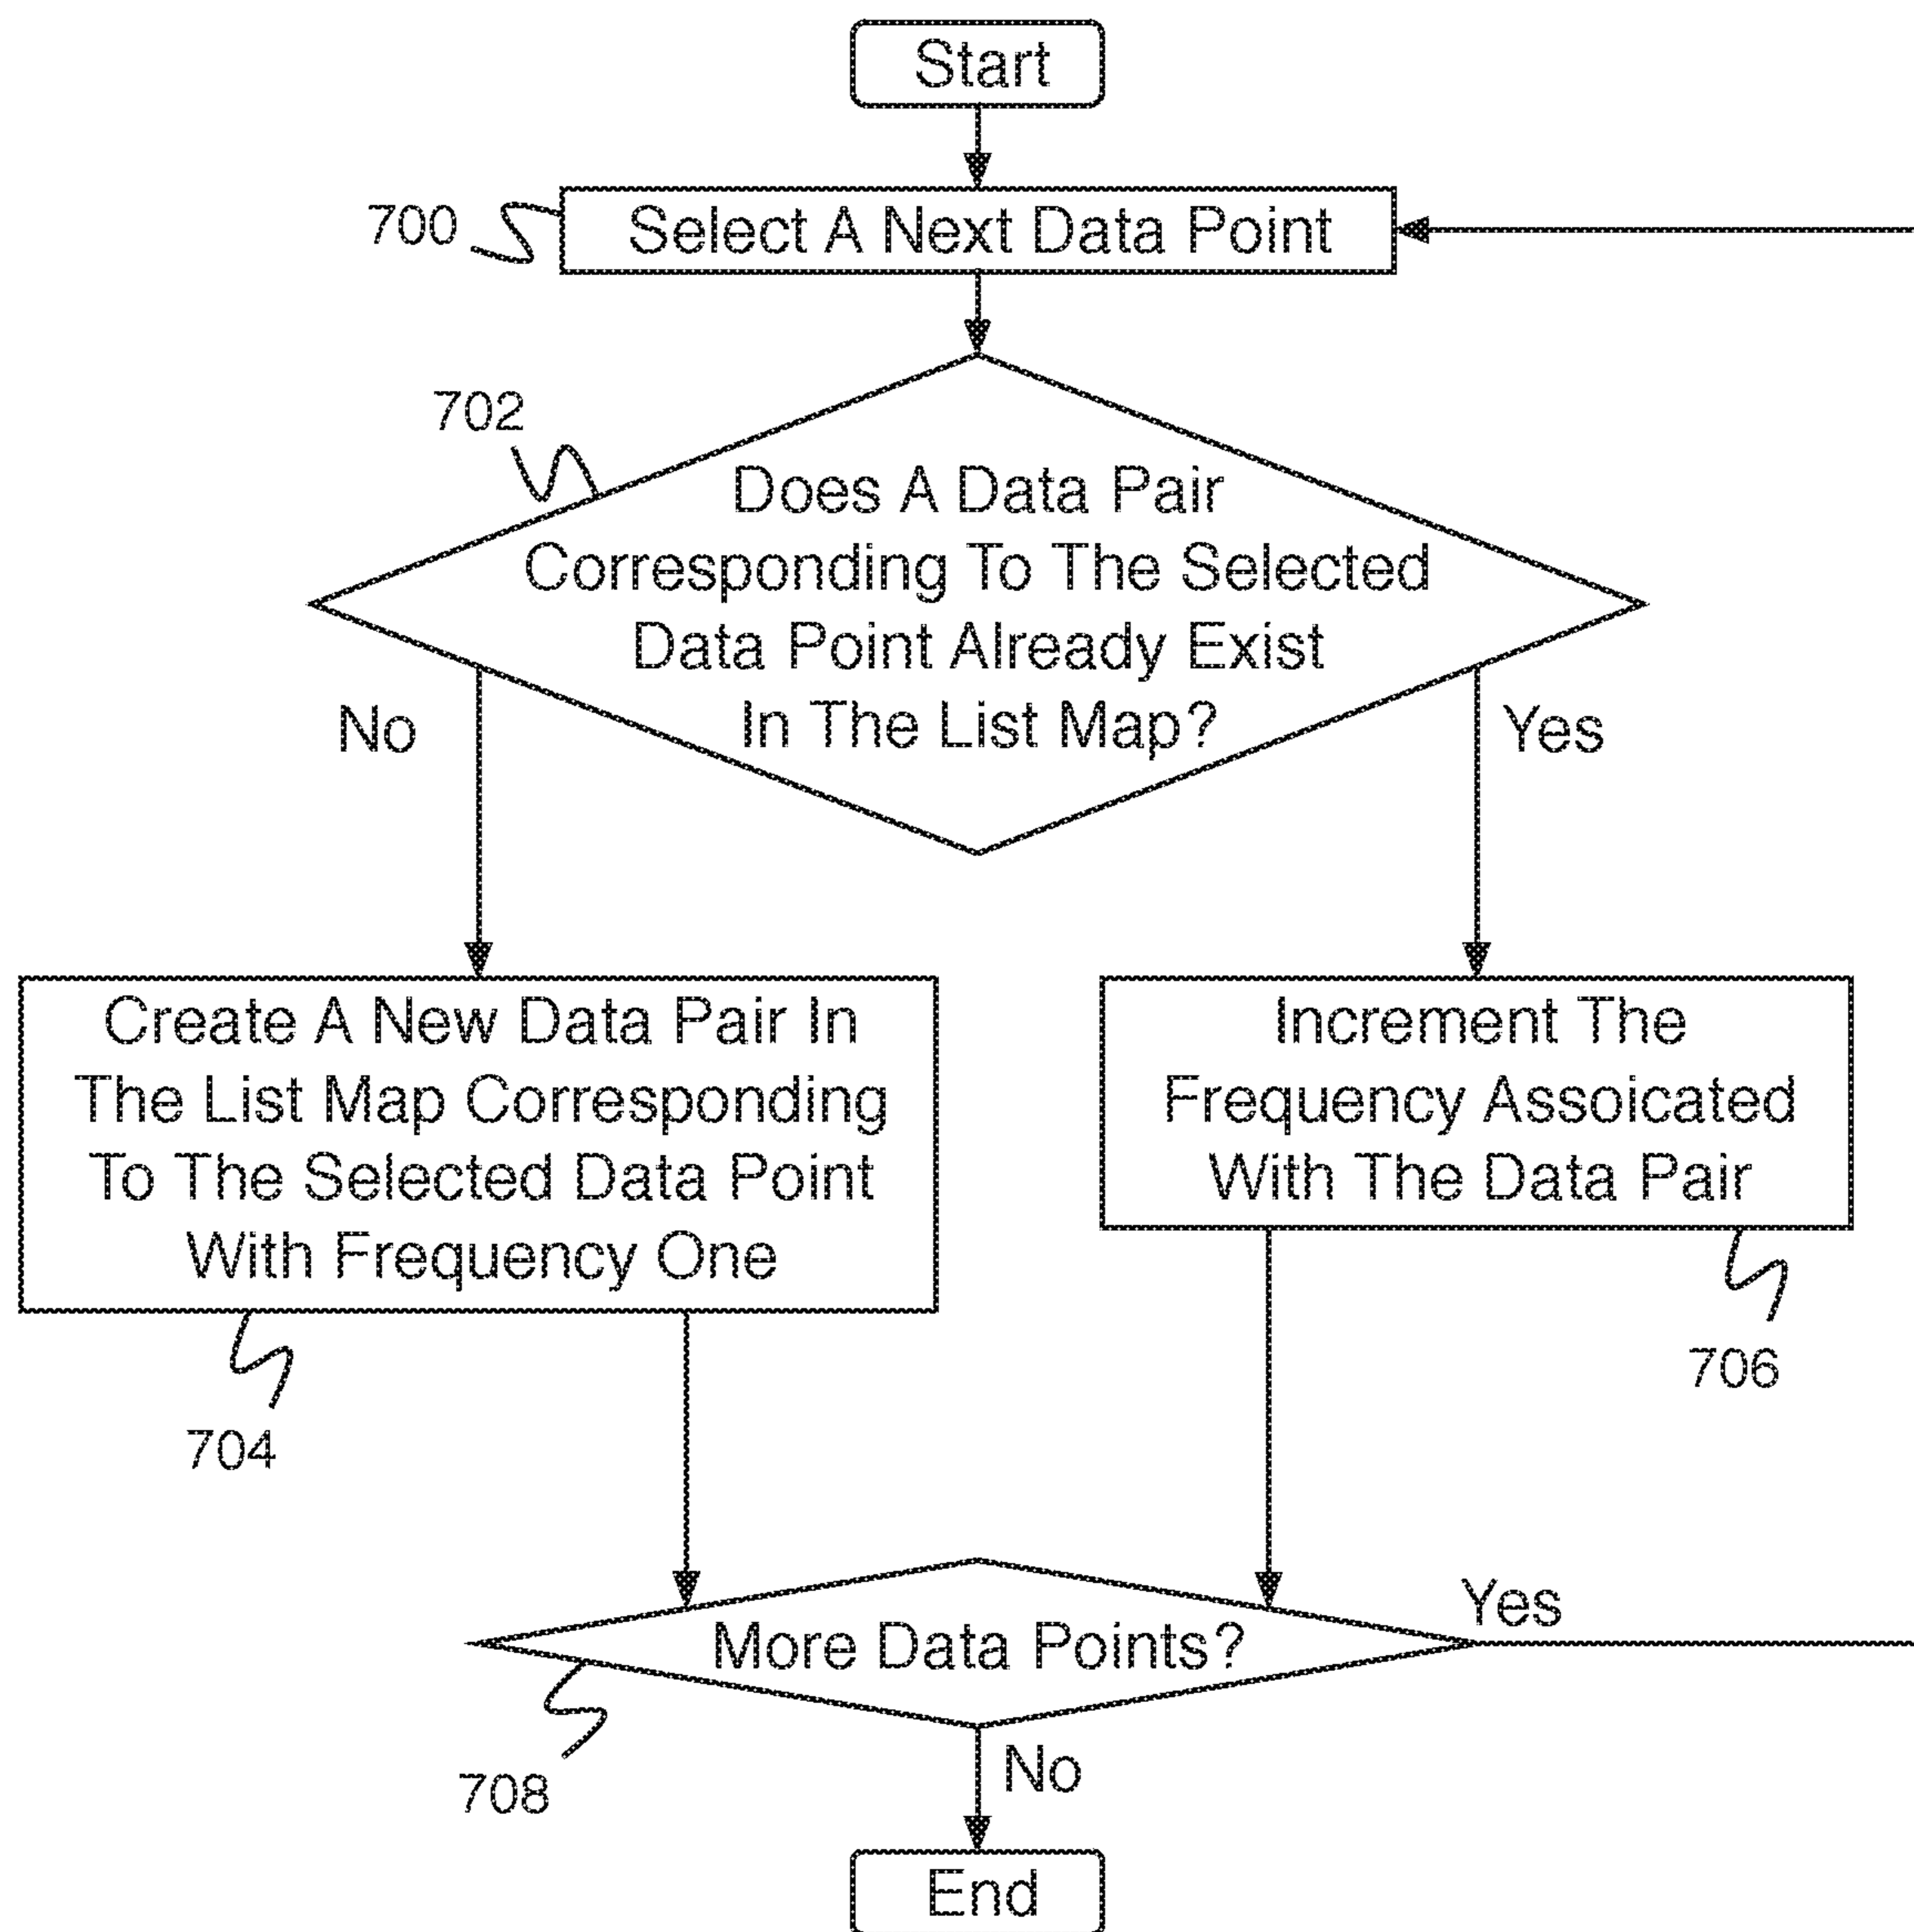 Start
700
Select A Next Data Point
702
Does A Data Pair
Corresponding To The Selected
Data Point Already Exist
In The List Map?
No
Yes
Create A New Data Pair In
The List Map Corresponding
To The Selected Data Point
With Frequency One
Increment The
Frequency Assoicated
With The Data Pair
704
706
More Data Points?
Yes
708
No
End